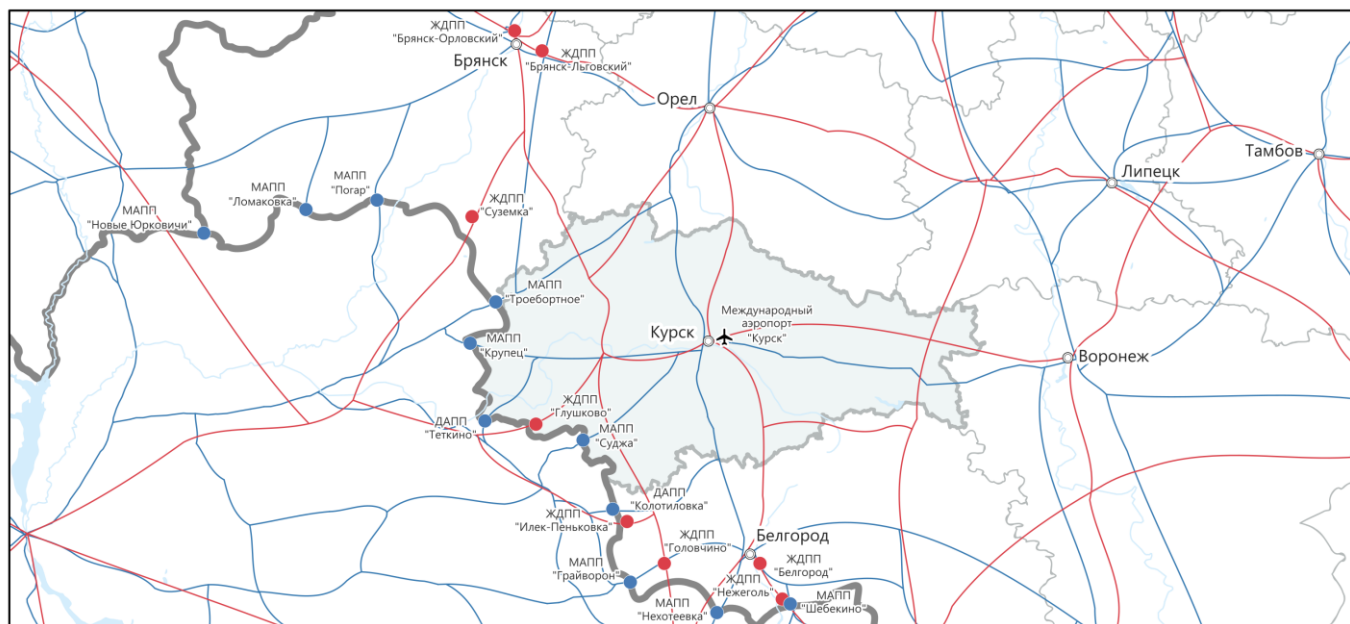 ЖДПП
"Брянск-Орловский"
Брянск
ЖДПП
"Брянск-Льговский"
Орел
Тамбов
Липецк
МАПП
"Погар"
МАПП
"Ломаковка"
ЖДПП
"Суземка"
МАПП
"Новые Юрковичи"
МАПП
"Троебортное"
Международный
аэропорт
"Курск"
Курск
МАПП
"Крупец"
Воронеж
ЖДПП
"Глушково"
ДАПП
"Теткино"
МАПП
"Суджа"
ДАПП
"Колотиловка"
ЖДПП
"Илек-Пеньковка"
ЖДПП
"Головчино"
Белгород
ЖДПП
"Белгород"
МАПП
"Грайворон"
ЖДПП
"Нежеголь"
МАПП
"Нехотеевка"
МАПП
"Шебекино"